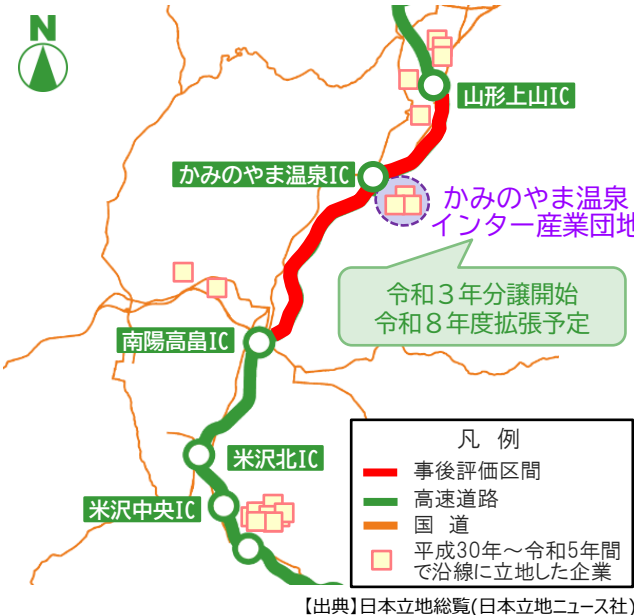 N
山形上山IC
かみのやま温泉IC
かみのやま温泉
インター産業団地
令和3年分譲開始
令和8年度拡張予定
南陽高畠IC
米沢北IC
米沢中央IC
凡 例
事後評価区間
高速道路
国 道
平成30年～令和5年間
で沿線に立地した企業
【出典】日本立地総覧(日本立地ニュース社)